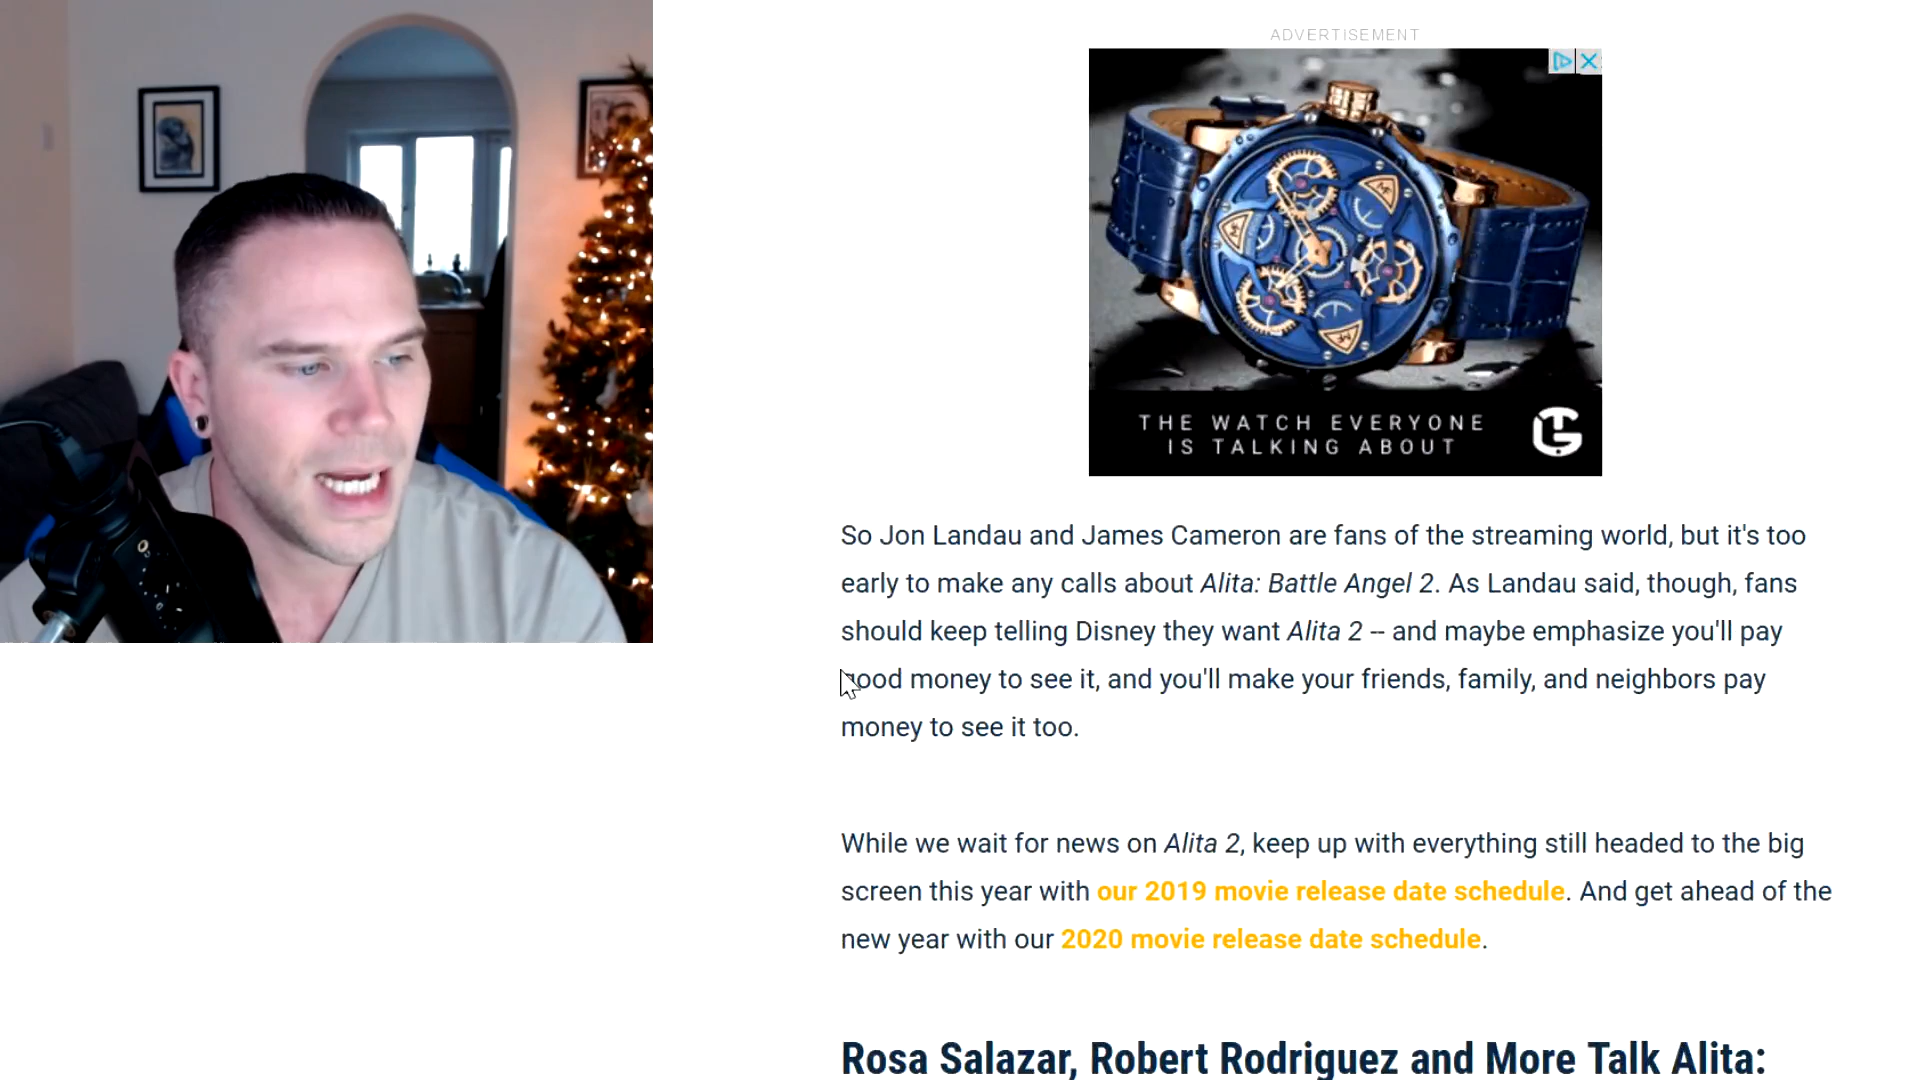 ADVERTISEMENT
THE WATCH EVERYONE
IS TALKING ABOUT
So Jon Landau and James Cameron are fans of the streaming world, but it's too
early to make any calls about Alita: Battle Angel 2. As Landau said, though, fans
should keep telling Disney they want Alita 2 -- and maybe emphasize you'll pay
good money to see it, and you'll make your friends, family, and neighbors pay
money to see it too.
While we wait for news on Alita 2, keep up with everything still headed to the big
screen this year with our 2019 movie release date schedule. And get ahead of the
new year with our 2020 movie release date schedule.
Rosa Salazar, Robert Rodriguez and More Talk Alita: